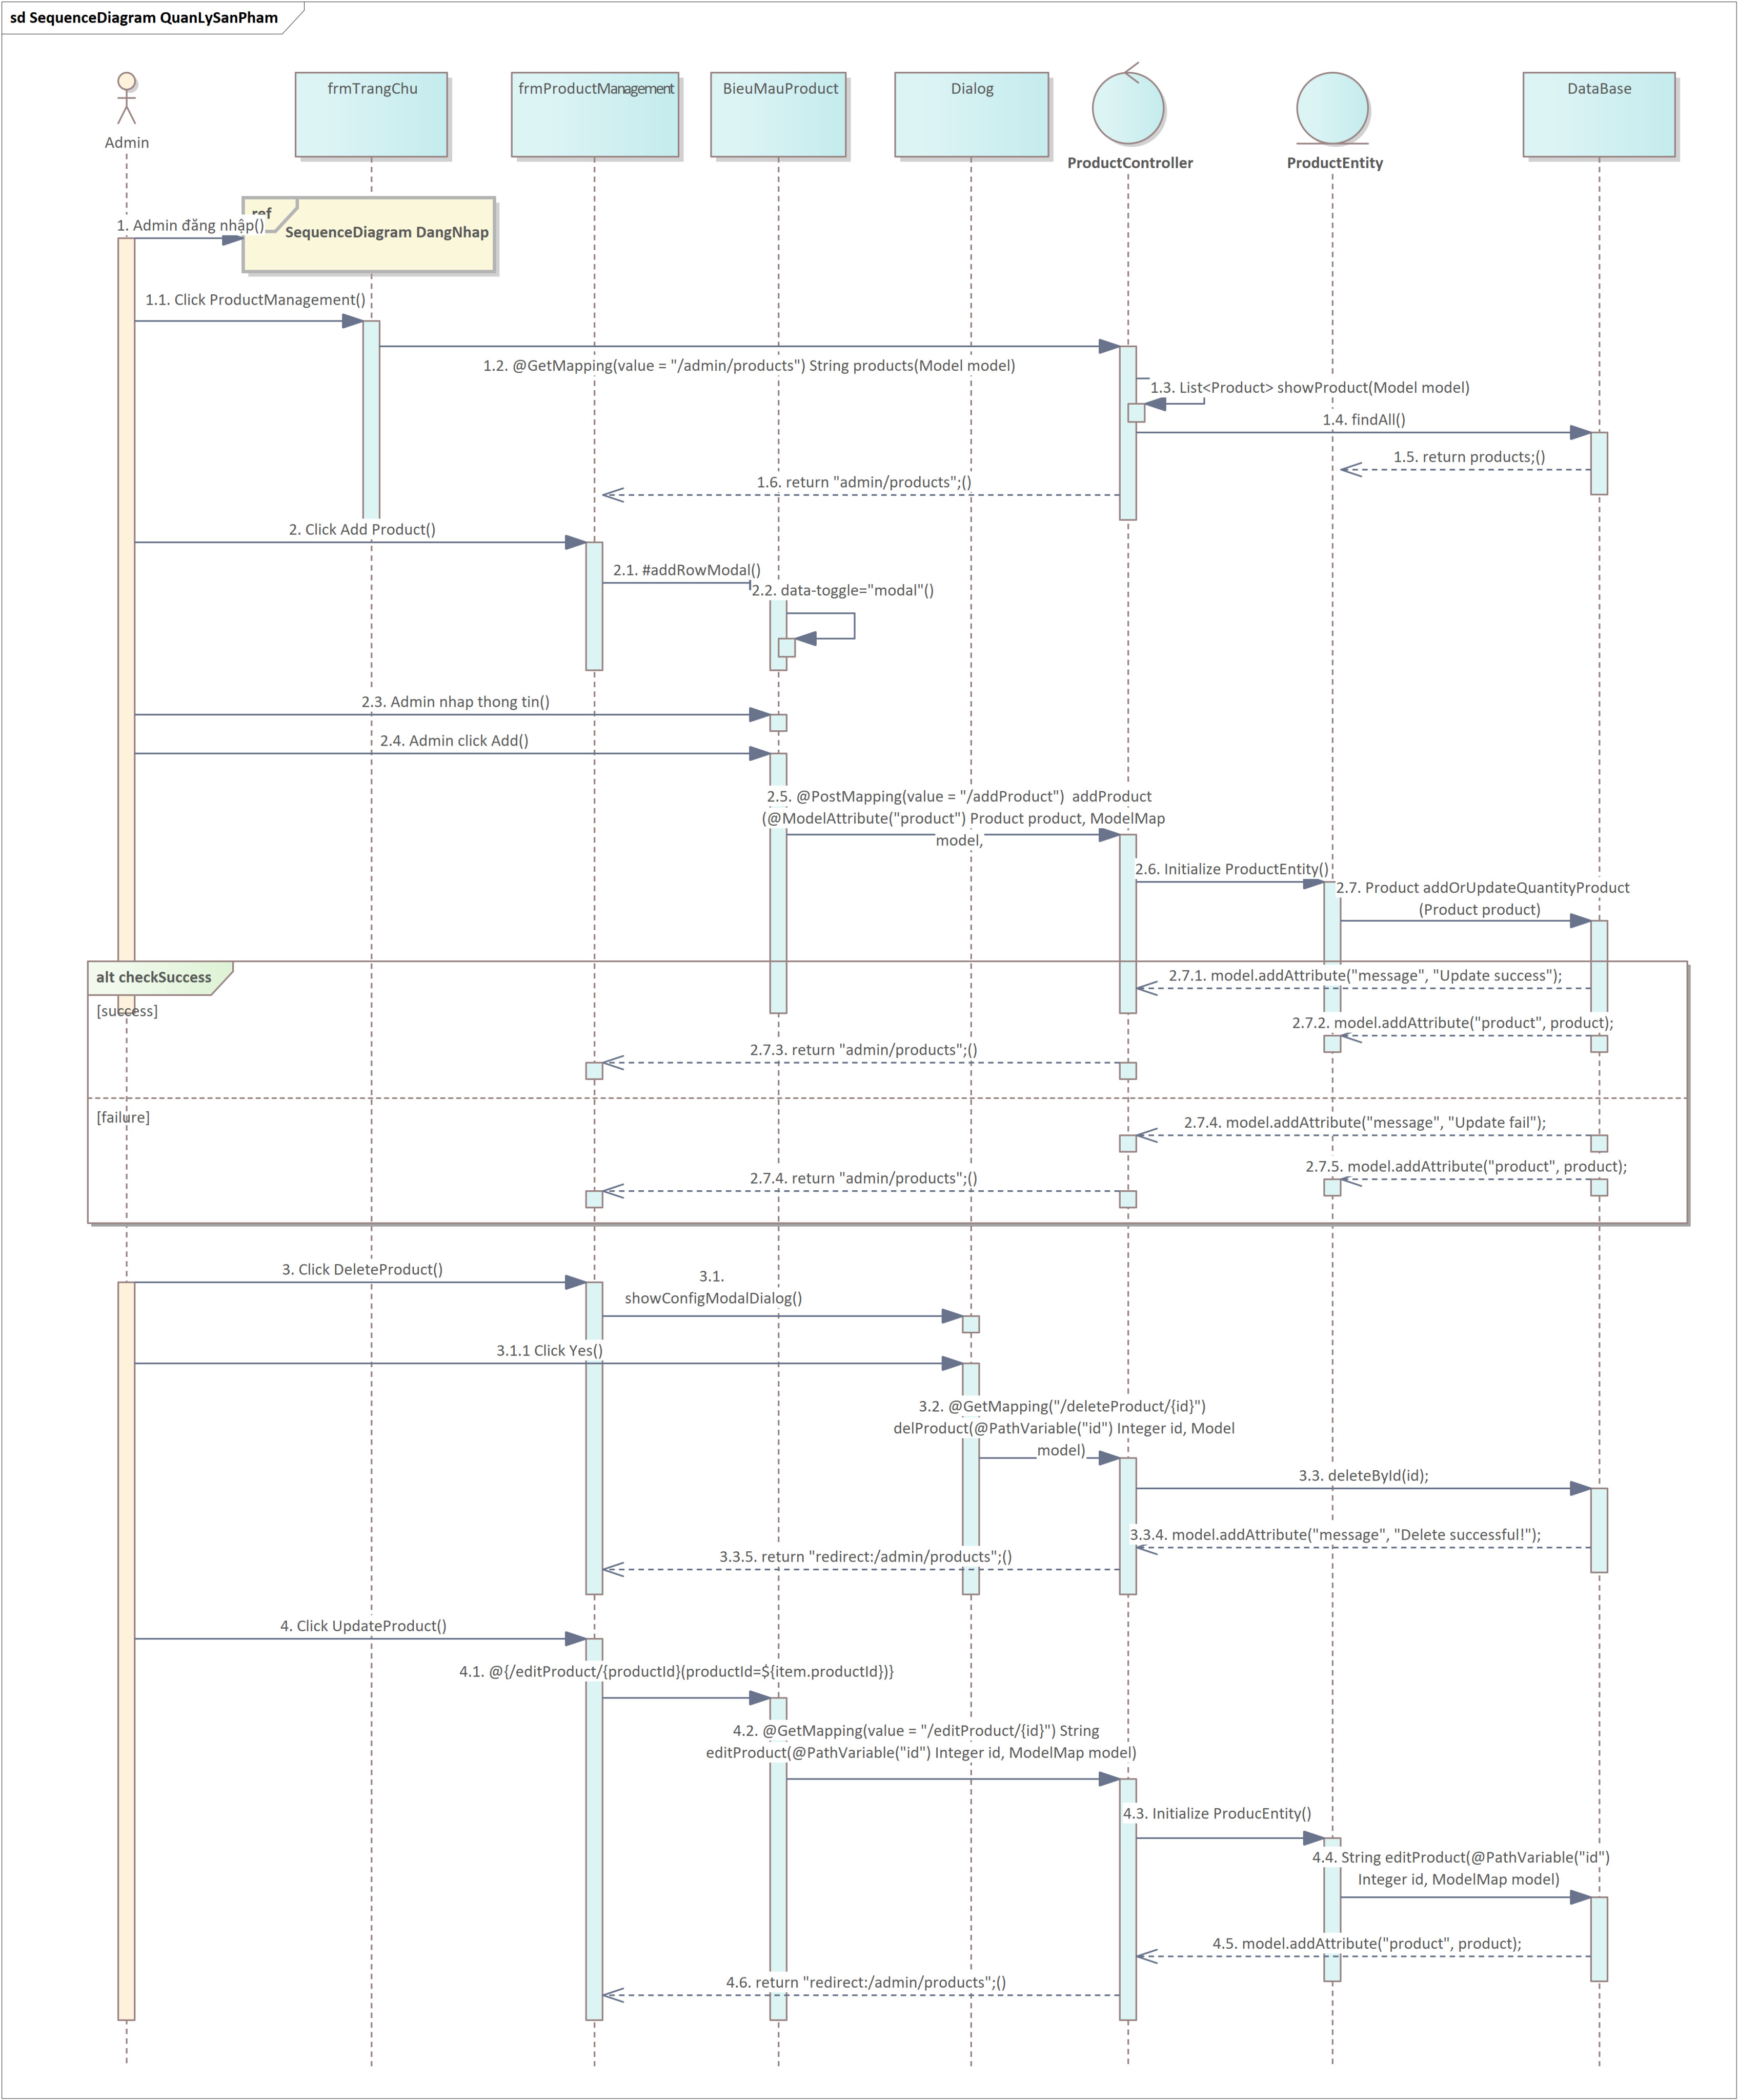 sd SequenceDiagram QuanLySanPham
Admin
frmTrangChu
frmProductManagement
BieuMauProduct
Dialog
ProductController
ProductEntity
DataBase
ref
SequenceDiagram DangNhap
1. Admin đăng nhập()
1.1. Click ProductManagement()
1.2. @GetMapping(value = "/admin/products") String products(Model model)
1.3. List<Product> showProduct(Model model)
1.4. findAll()
1.5. return products;()
1.6. return "admin/products";()
2. Click Add Product()
2.1. #addRowModal()
2.2. data-toggle="modal"()
2.3. Admin nhap thong tin()
2.4. Admin click Add()
2.5. @PostMapping(value = "/addProduct")  addProduct
(@ModelAttribute("product") Product product, ModelMap
model,
2.6. Initialize ProductEntity()
2.7. Product addOrUpdateQuantityProduct
(Product product)
alt checkSuccess
2.7.1. model.addAttribute("message", "Update success");
[success]
2.7.2. model.addAttribute("product", product);
2.7.3. return "admin/products";()
[failure]
2.7.4. model.addAttribute("message", "Update fail");
2.7.5. model.addAttribute("product", product);
2.7.4. return "admin/products";()
3. Click DeleteProduct()
3.1.
showConfigModalDialog()
3.1.1 Click Yes()
3.2. @GetMapping("/deleteProduct/{id}")
delProduct(@PathVariable("id") Integer id, Model
model)
3.3. deleteById(id);
3.3.4. model.addAttribute("message", "Delete successful!");
3.3.5. return "redirect:/admin/products";()
4. Click UpdateProduct()
4.1. @{/editProduct/{productId}(productId=${item.productId})}
4.2. @GetMapping(value = "/editProduct/{id}") String
editProduct(@PathVariable("id") Integer id, ModelMap model)
4.3. Initialize ProducEntity()
4.4. String editProduct(@PathVariable("id")
Integer id, ModelMap model)
4.5. model.addAttribute("product", product);
4.6. return "redirect:/admin/products";()